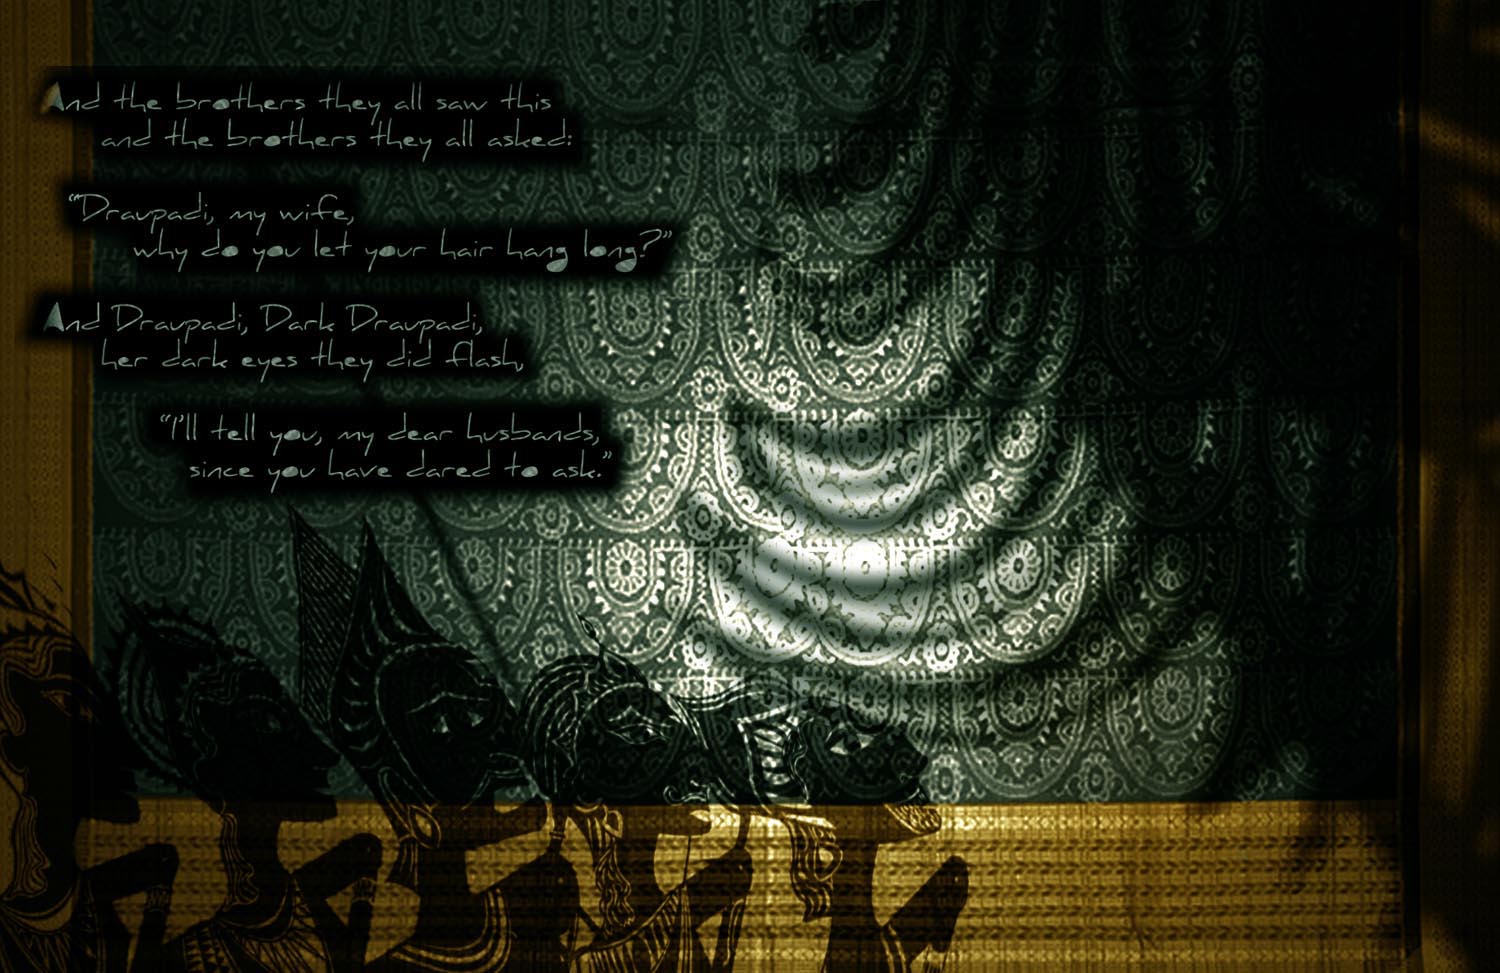 And the brothers they all saw this
and the brothers they all asked:
“Draupadi, my wife,
why do you let your hair hang long?”
And Draupadi, Dark Draupadi,
her dark eyes they did flash,
“I'll tell you, my dear husbands,
since you have dared to ask.”